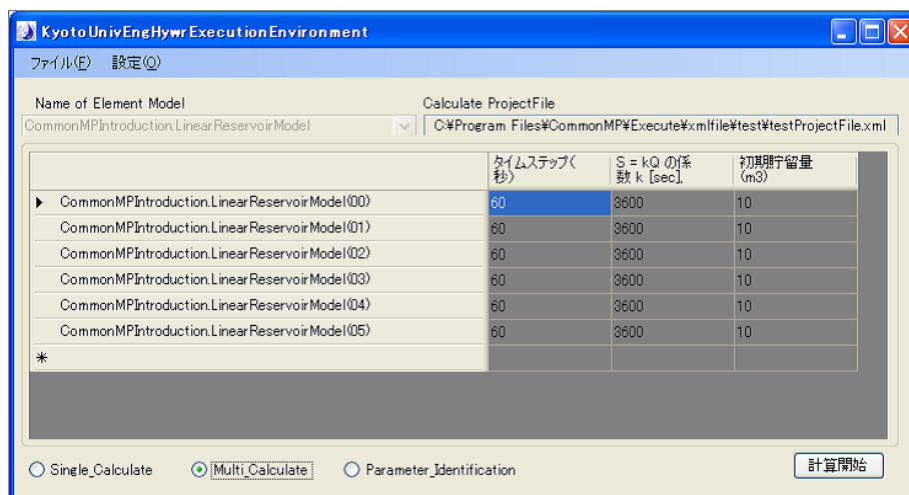 KyotoUnivEngHywrExecutionEnvironment
ファイル(F) 設定(O)
Name of Element Model Calculate ProjectFile
CommonMPIntroduction.LinearReservoirModel C:¥Program Files¥CommonMP¥Execute¥xmlfile¥test¥testProjectFile.xml
タイムステップ( S = kQ の係 初期貯留量
秒) 数 k [sec]. (m3)
CommonMPIntroduction.LinearReservoirModel(00) 60 3600 10
CommonMPIntroduction.LinearReservoirModel(01) 60 3600 10
CommonMPIntroduction.LinearReservoirModel(02) 60 3600 10
CommonMPIntroduction.LinearReservoirModel(03) 60 3600 10
CommonMPIntroduction.LinearReservoirModel(04) 60 3600 10
CommonMPIntroduction.LinearReservoirModel(05) 60 3600 10
Single_Calculate Multi_Calculate Parameter_Identification 計算開始